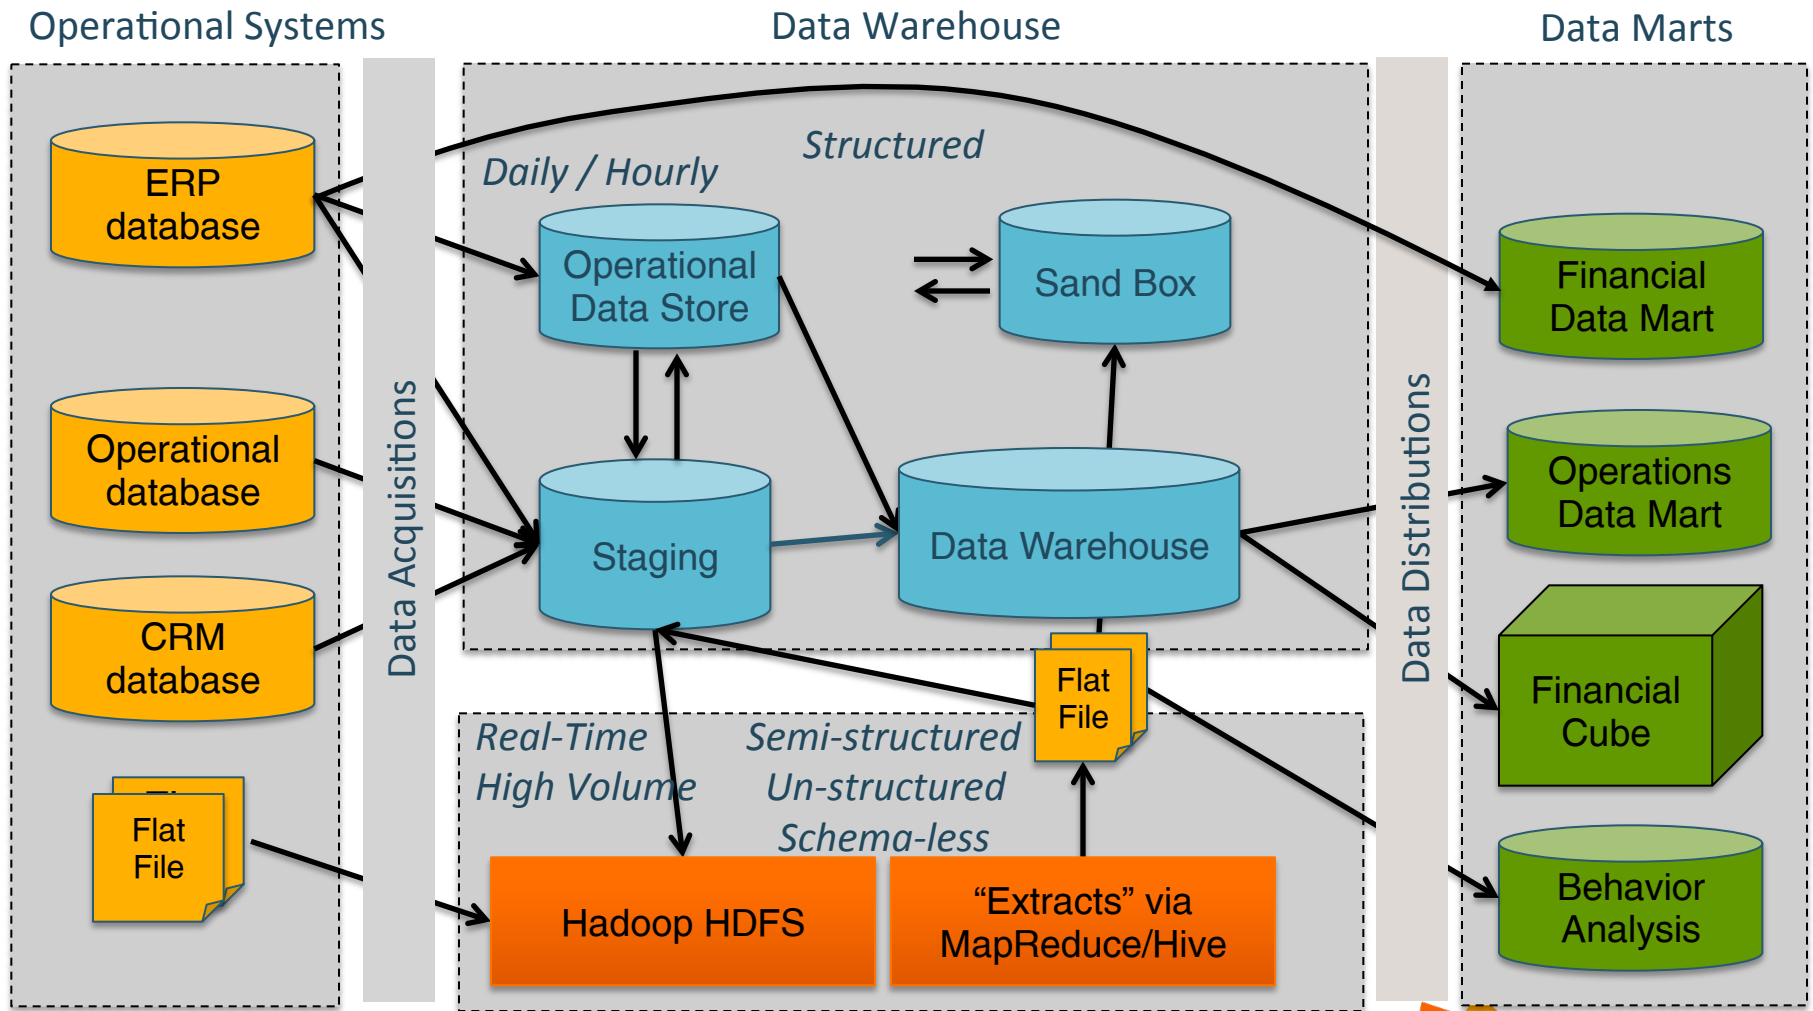 Operational Systems
Data Warehouse
Data Marts
ERP
database
Operational
database
CRM
database
Flat
File
Data Acquisitions
Structured
Daily / Hourly
Operational
Data Store
Sand Box
Staging
Data Warehouse
Flat
File
Real-Time
High Volume
Semi-structured
Un-structured
Schema-less
Hadoop HDFS
“Extracts” via
MapReduce/Hive
Data Distributions
Financial
Data Mart
Operations
Data Mart
Financial
Cube
Behavior
Analysis